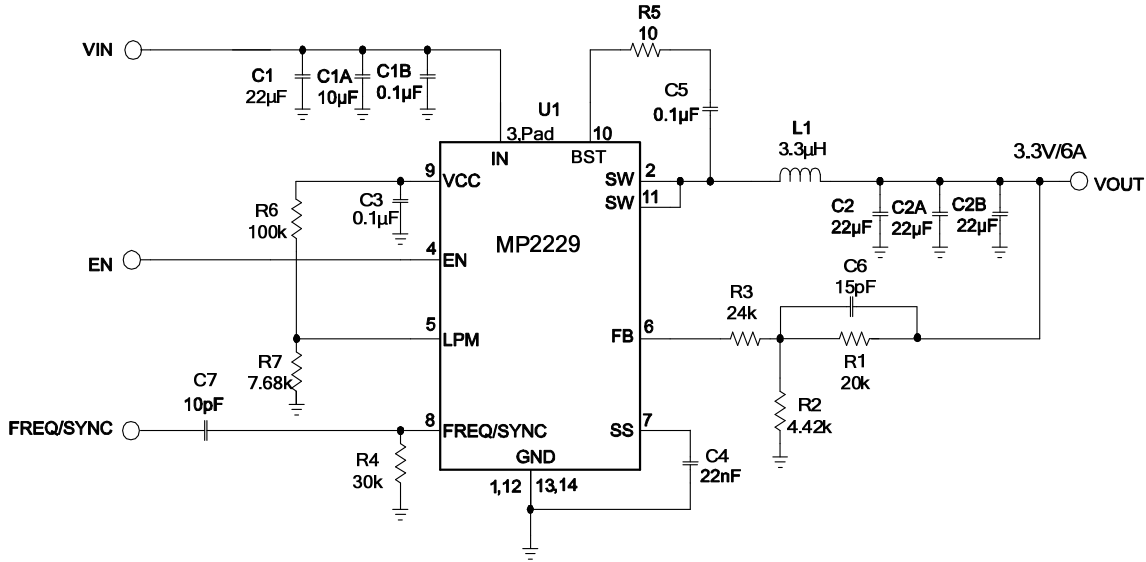 R5
10
VIN
C1
22μF
C1A
10μF
C1B
0.1μF
C5
0.1μF
U1
3,Pad
10
IN
BST
L1
3.3μH
3.3V/6A
VOUT
9
VCC
SW
2
SW
11
C3
0.1μF
R6
100k
C2
22μF
C2A
22μF
C2B
22μF
MP2229
EN
4
EN
C6
15pF
R3
24k
5
LPM
FB
6
R1
20k
R7
7.68k
C7
10pF
R2
4.42k
FREQ/SYNC
8
FREQ/SYNC
SS
7
R4
30k
GND
C4
22nF
1,12
13,14